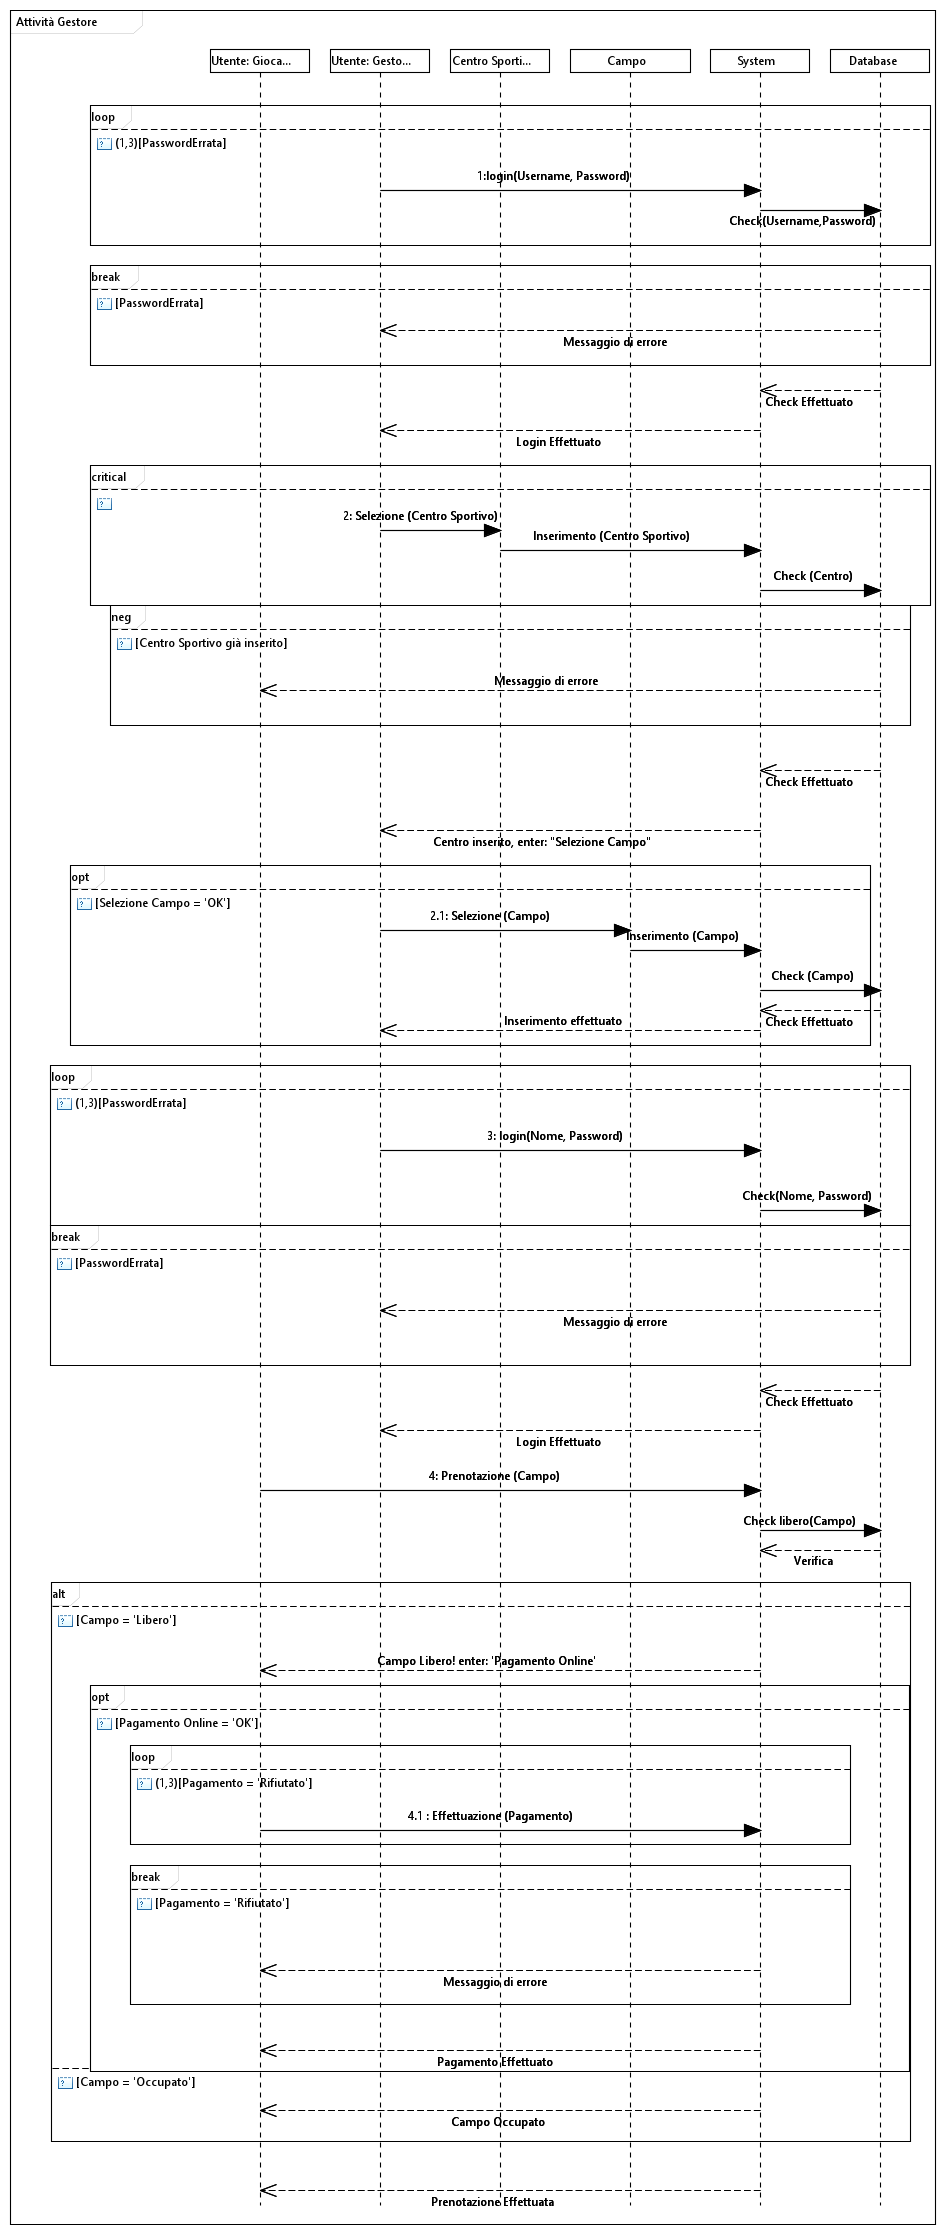 Attività Gestore
Utente: Gioca...
Utente: Gesto...
Centro Sporti...
Campo
System
Database
loop
(1,3)[PasswordErrata]
1:login(Username, Password)
Check(Username,Password)
break
[PasswordErrata]
Messaggio di errore
Check Effettuato
Login Effettuato
critical
2: Selezione (Centro Sportivo)
Inserimento (Centro Sportivo)
Check (Centro)
neg
[Centro Sportivo già inserito]
Messaggio di errore
Check Effettuato
Centro inserito, enter: "Selezione Campo"
opt
[Selezione Campo = 'OK']
2.1: Selezione (Campo)
Inserimento (Campo)
Check (Campo)
Check Effettuato
Inserimento effettuato
loop
(1,3)[PasswordErrata]
3: login(Nome, Password)
Check(Nome, Password)
break
[PasswordErrata]
Messaggio di errore
Check Effettuato
Login Effettuato
4: Prenotazione (Campo)
Check libero(Campo)
Verifica
alt
[Campo = 'Libero']
Campo Libero! enter: 'Pagamento Online'
opt
[Pagamento Online = 'OK']
loop
(1,3)[Pagamento = 'Rifiutato']
4.1 : Effettuazione (Pagamento)
break
[Pagamento = 'Rifiutato']
Messaggio di errore
Pagamento Effettuato
[Campo = 'Occupato']
Campo Occupato
Prenotazione Effettuata